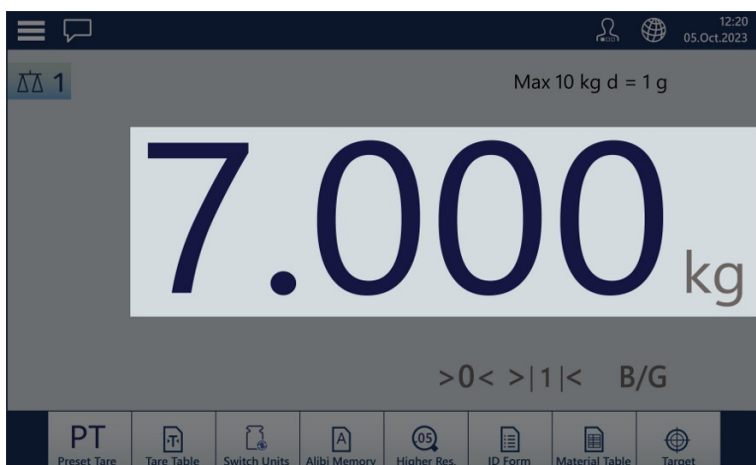 12:20
05.Oct.2023
1
Max 10 kg d = 1 g
7.000 kg
>0< >|1|< B/G
PT
Preset Tare
T
Tare Table
Switch Units
A
Alibi Memory
.05
Higher Res.
ID Form
Material Table
Target